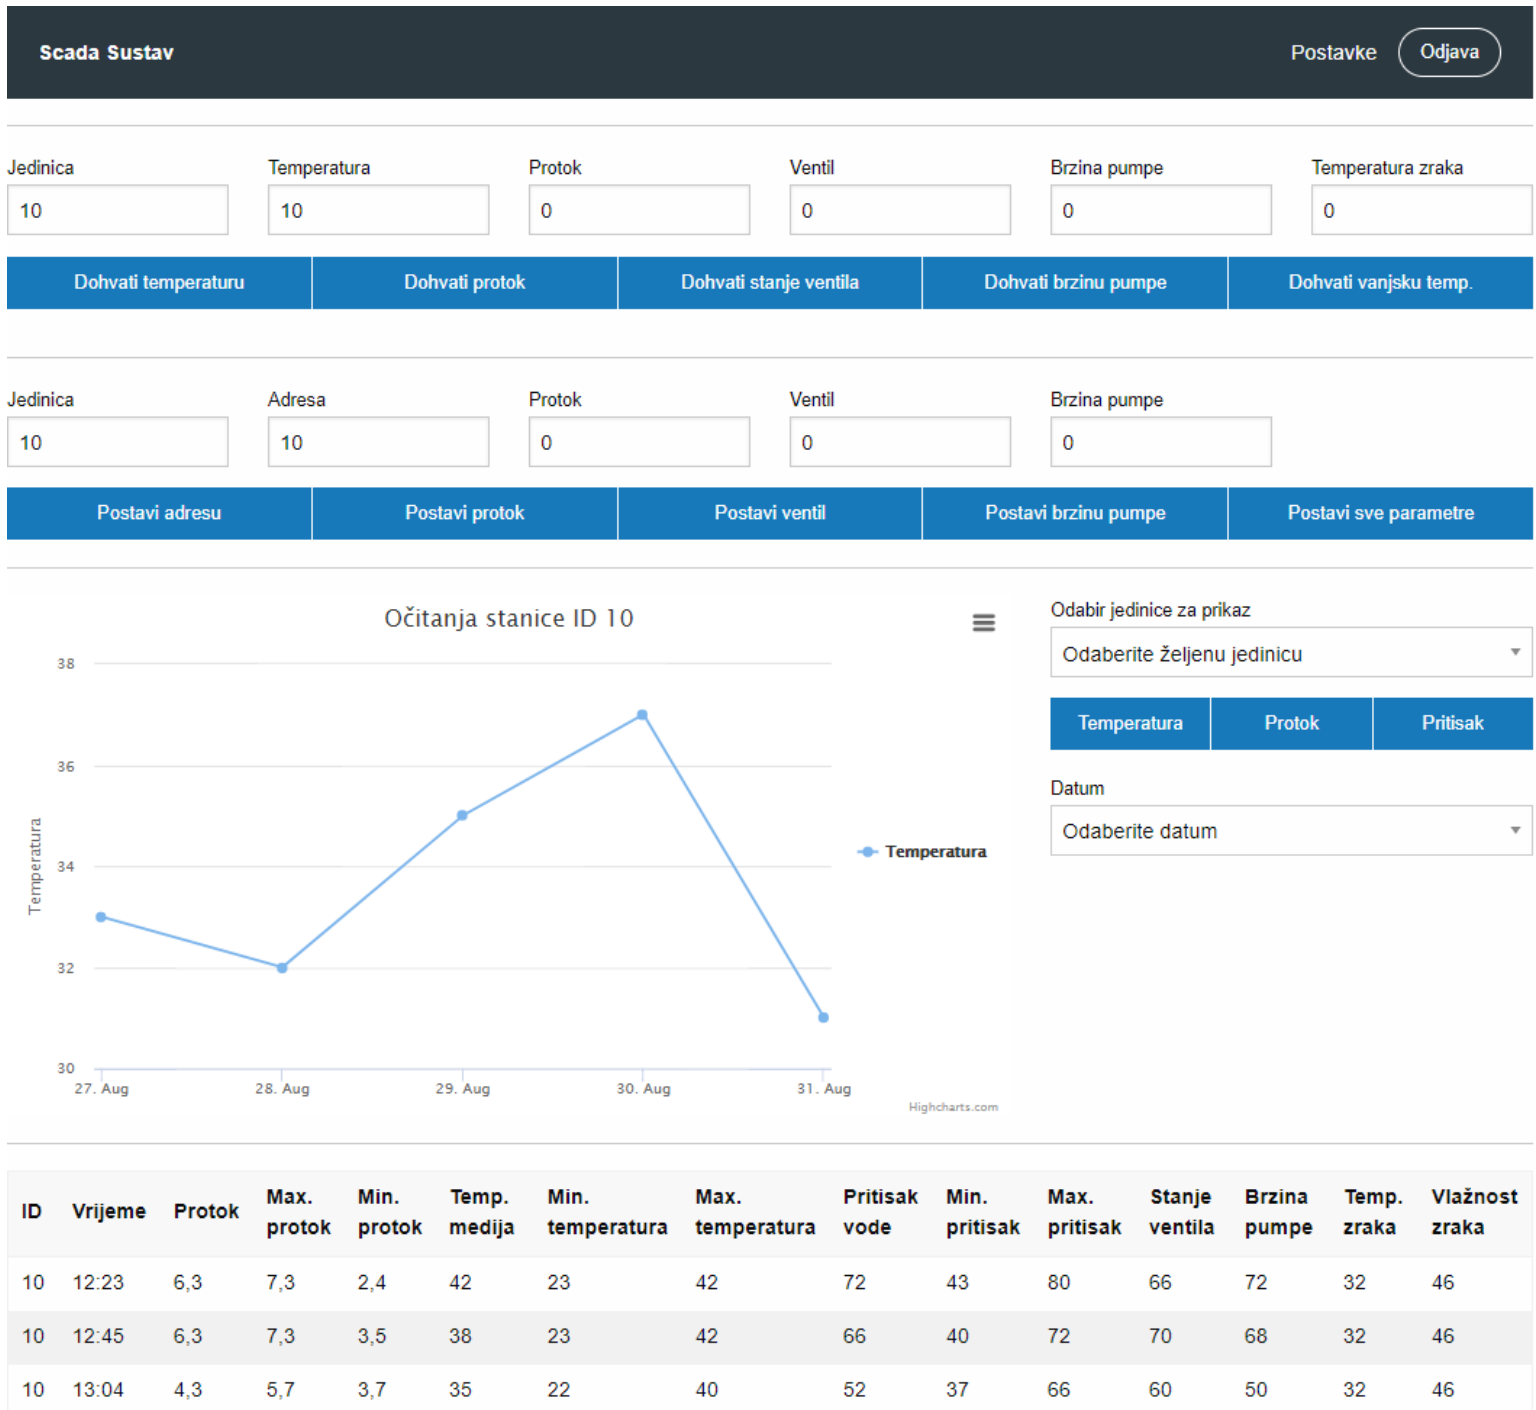 Scada Sustav
Postavke Odjava
Jedinica Temperatura Protok Ventil Brzina pumpe Temperatura zraka
10 10 0 0 0 0
Dohvati temperaturu Dohvati protok Dohvati stanje ventila Dohvati brzinu pumpe Dohvati vanjsku temp.
Jedinica Adresa Protok Ventil Brzina pumpe
10 10 0 0 0
Postavi adresu Postavi protok Postavi ventil Postavi brzinu pumpe Postavi sve parametre
Očitanja stanice ID 10
38
36
34
32
30
Temperatura
27. Aug 28. Aug 29. Aug 30. Aug 31. Aug
Temperatura
Highcharts.com
Odabir jedinice za prikaz
Odaberite željenu jedinicu
Temperatura Protok Pritisak
Datum
Odaberite datum
ID Vrijeme Protok Max. protok Min. protok Temp. medija Min. temperatura Max. temperatura Pritisak vode Min. pritisak Max. pritisak Stanje ventila Brzina pumpe Temp. zraka Vlažnost zraka
10 12:23 6,3 7,3 2,4 42 23 42 72 43 80 66 72 32 46
10 12:45 6,3 7,3 3,5 38 23 42 66 40 72 70 68 32 46
10 13:04 4,3 5,7 3,7 35 22 40 52 37 66 60 50 32 46